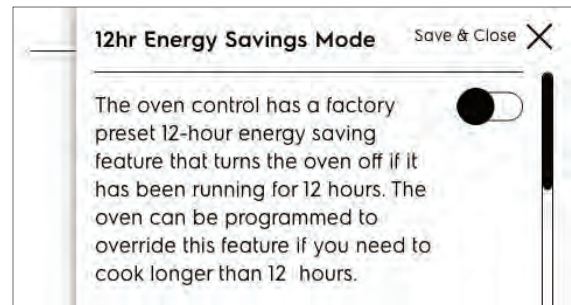 12hr Energy Savings Mode
Save & Close
The oven control has a factory
preset 12-hour energy saving
feature that turns the oven off if it
has been running for 12 hours. The
oven can be programmed to
override this feature if you need to
cook longer than 12 hours.